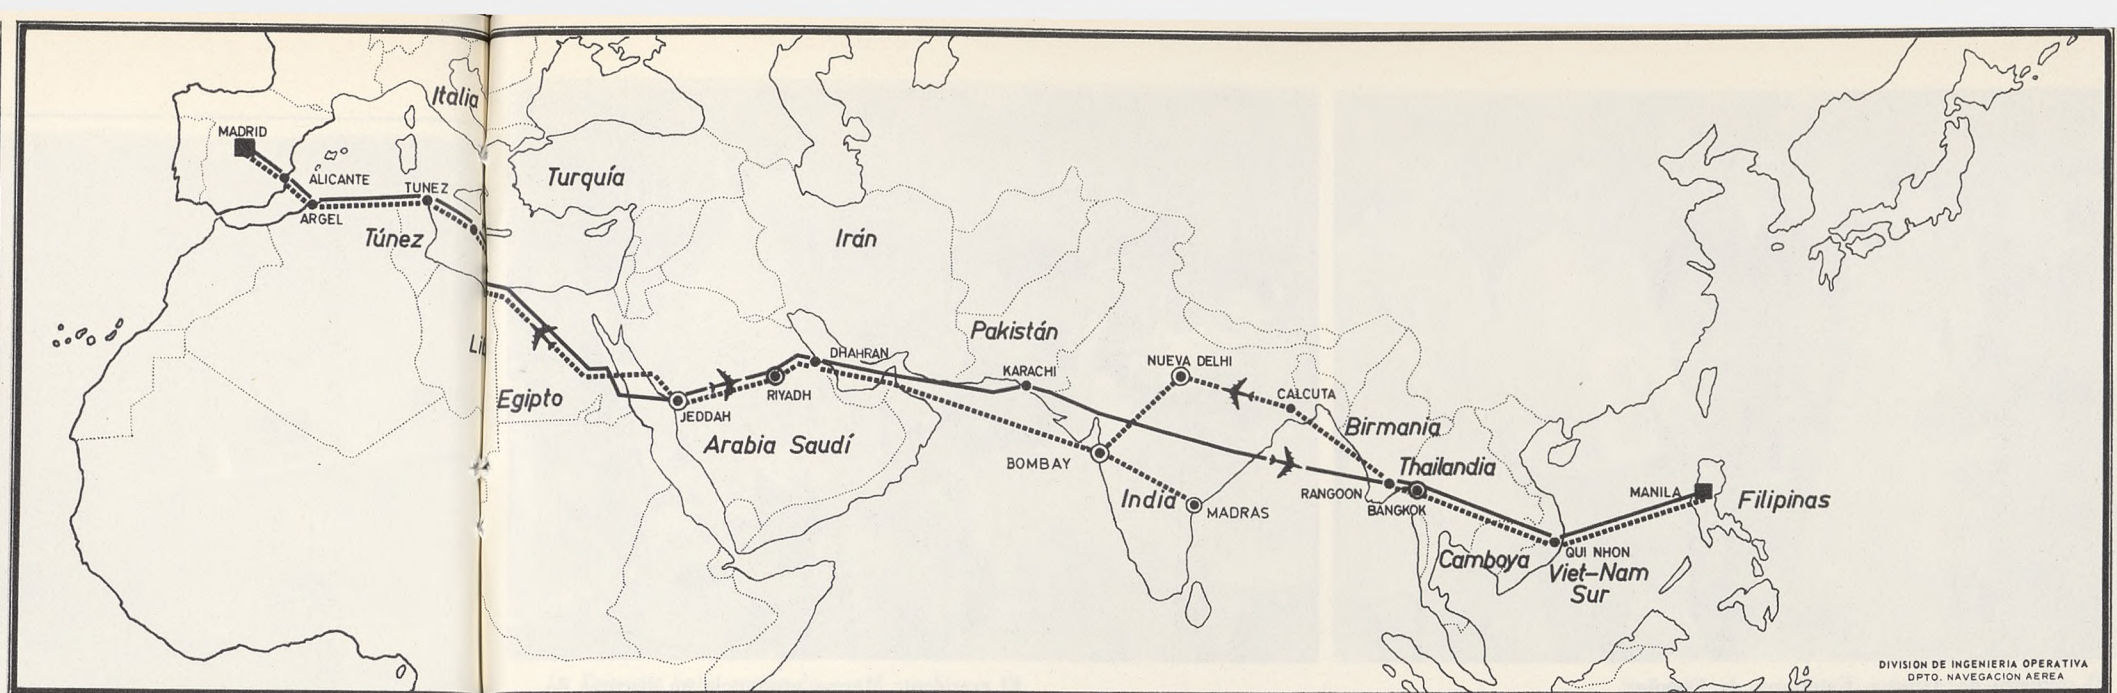 Italia
MADRID
Turquía
ALICANTE
TUNEZ
ARGEL
Túnez
Irán
Pakistán
DHAHRAN
KARACHI
NUEVA DELHI
RIYADH
Egipto
JEDDAH
CALCUTA
Arabia Saudí
Birmania
BOMBAY
Thailandia
RANGOON
MANILA
India
MADRAS
BANGKOK
Filipinas
QUI NHON
Camboya
Viet-Nam
Sur
DIVISION DE INGENIERIA OPERATIVA
DPTO. NAVEGACION AEREA